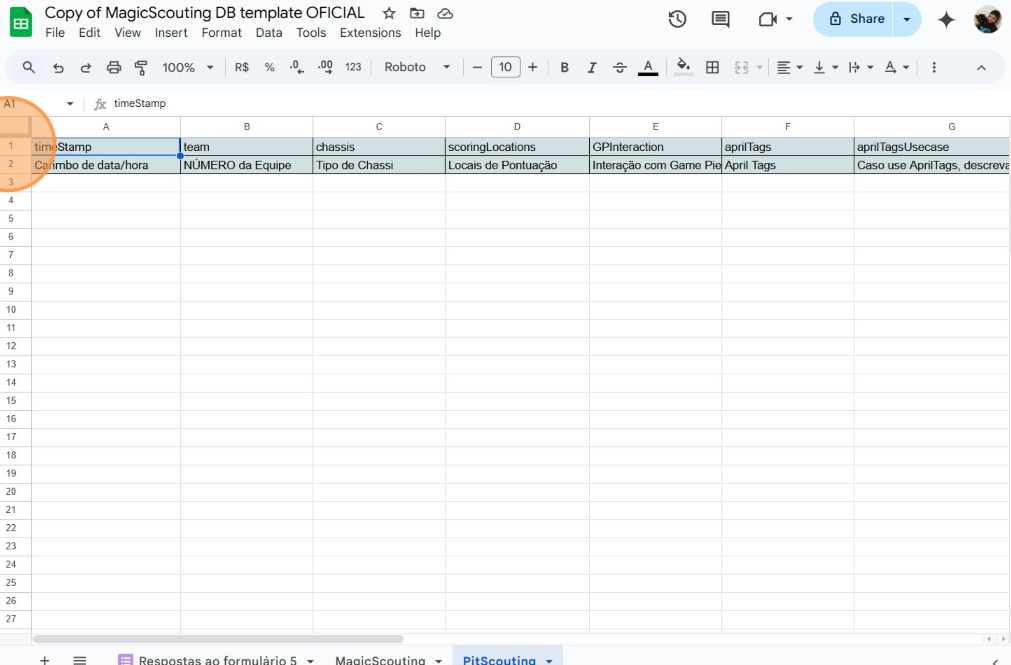 Copy of MagicScouting DB template OFICIAL
File Edit View Insert Format Data Tools Extensions Help
Share
100% R$ % .0 .00 123 Roboto 10 B I S A A
A1 fx timeStamp
A B C D E F G
1 timeStamp team chassis scoringLocations GPInteraction aprilTags aprilTagsUsecase
2 Carimbo de data/hora NÚMERO da Equipe Tipo de Chassi Locais de Pontuação Interação com Game Pie April Tags Caso use AprilTags, descreva
3
4
5
6
7
8
9
10
11
12
13
14
15
16
17
18
19
20
21
22
23
24
25
26
27
Respostas ao formulário 5 MagicScouting PitScouting